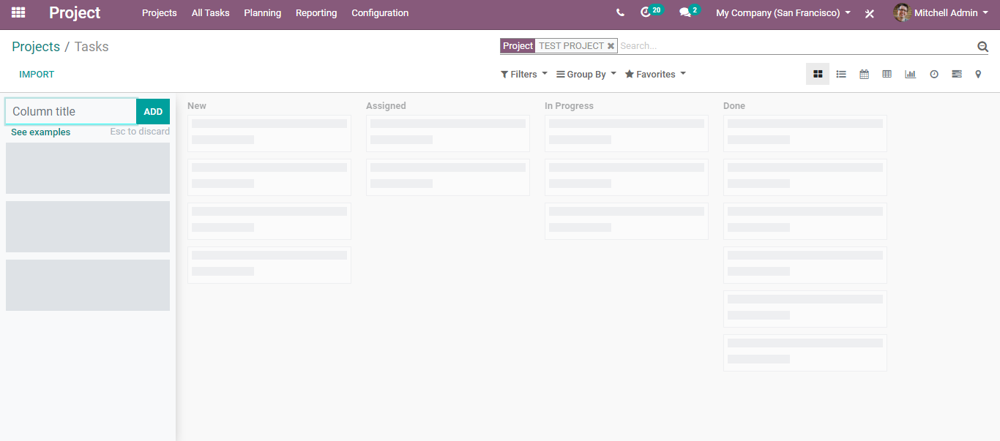 Project Projects All Tasks Planning Reporting Configuration 20 2 My Company (San Francisco) Mitchell Admin
Projects / Tasks
Project TEST PROJECT Search...
IMPORT
Filters Group By Favorites
Column title ADD
See examples Esc to discard
New Assigned In Progress Done